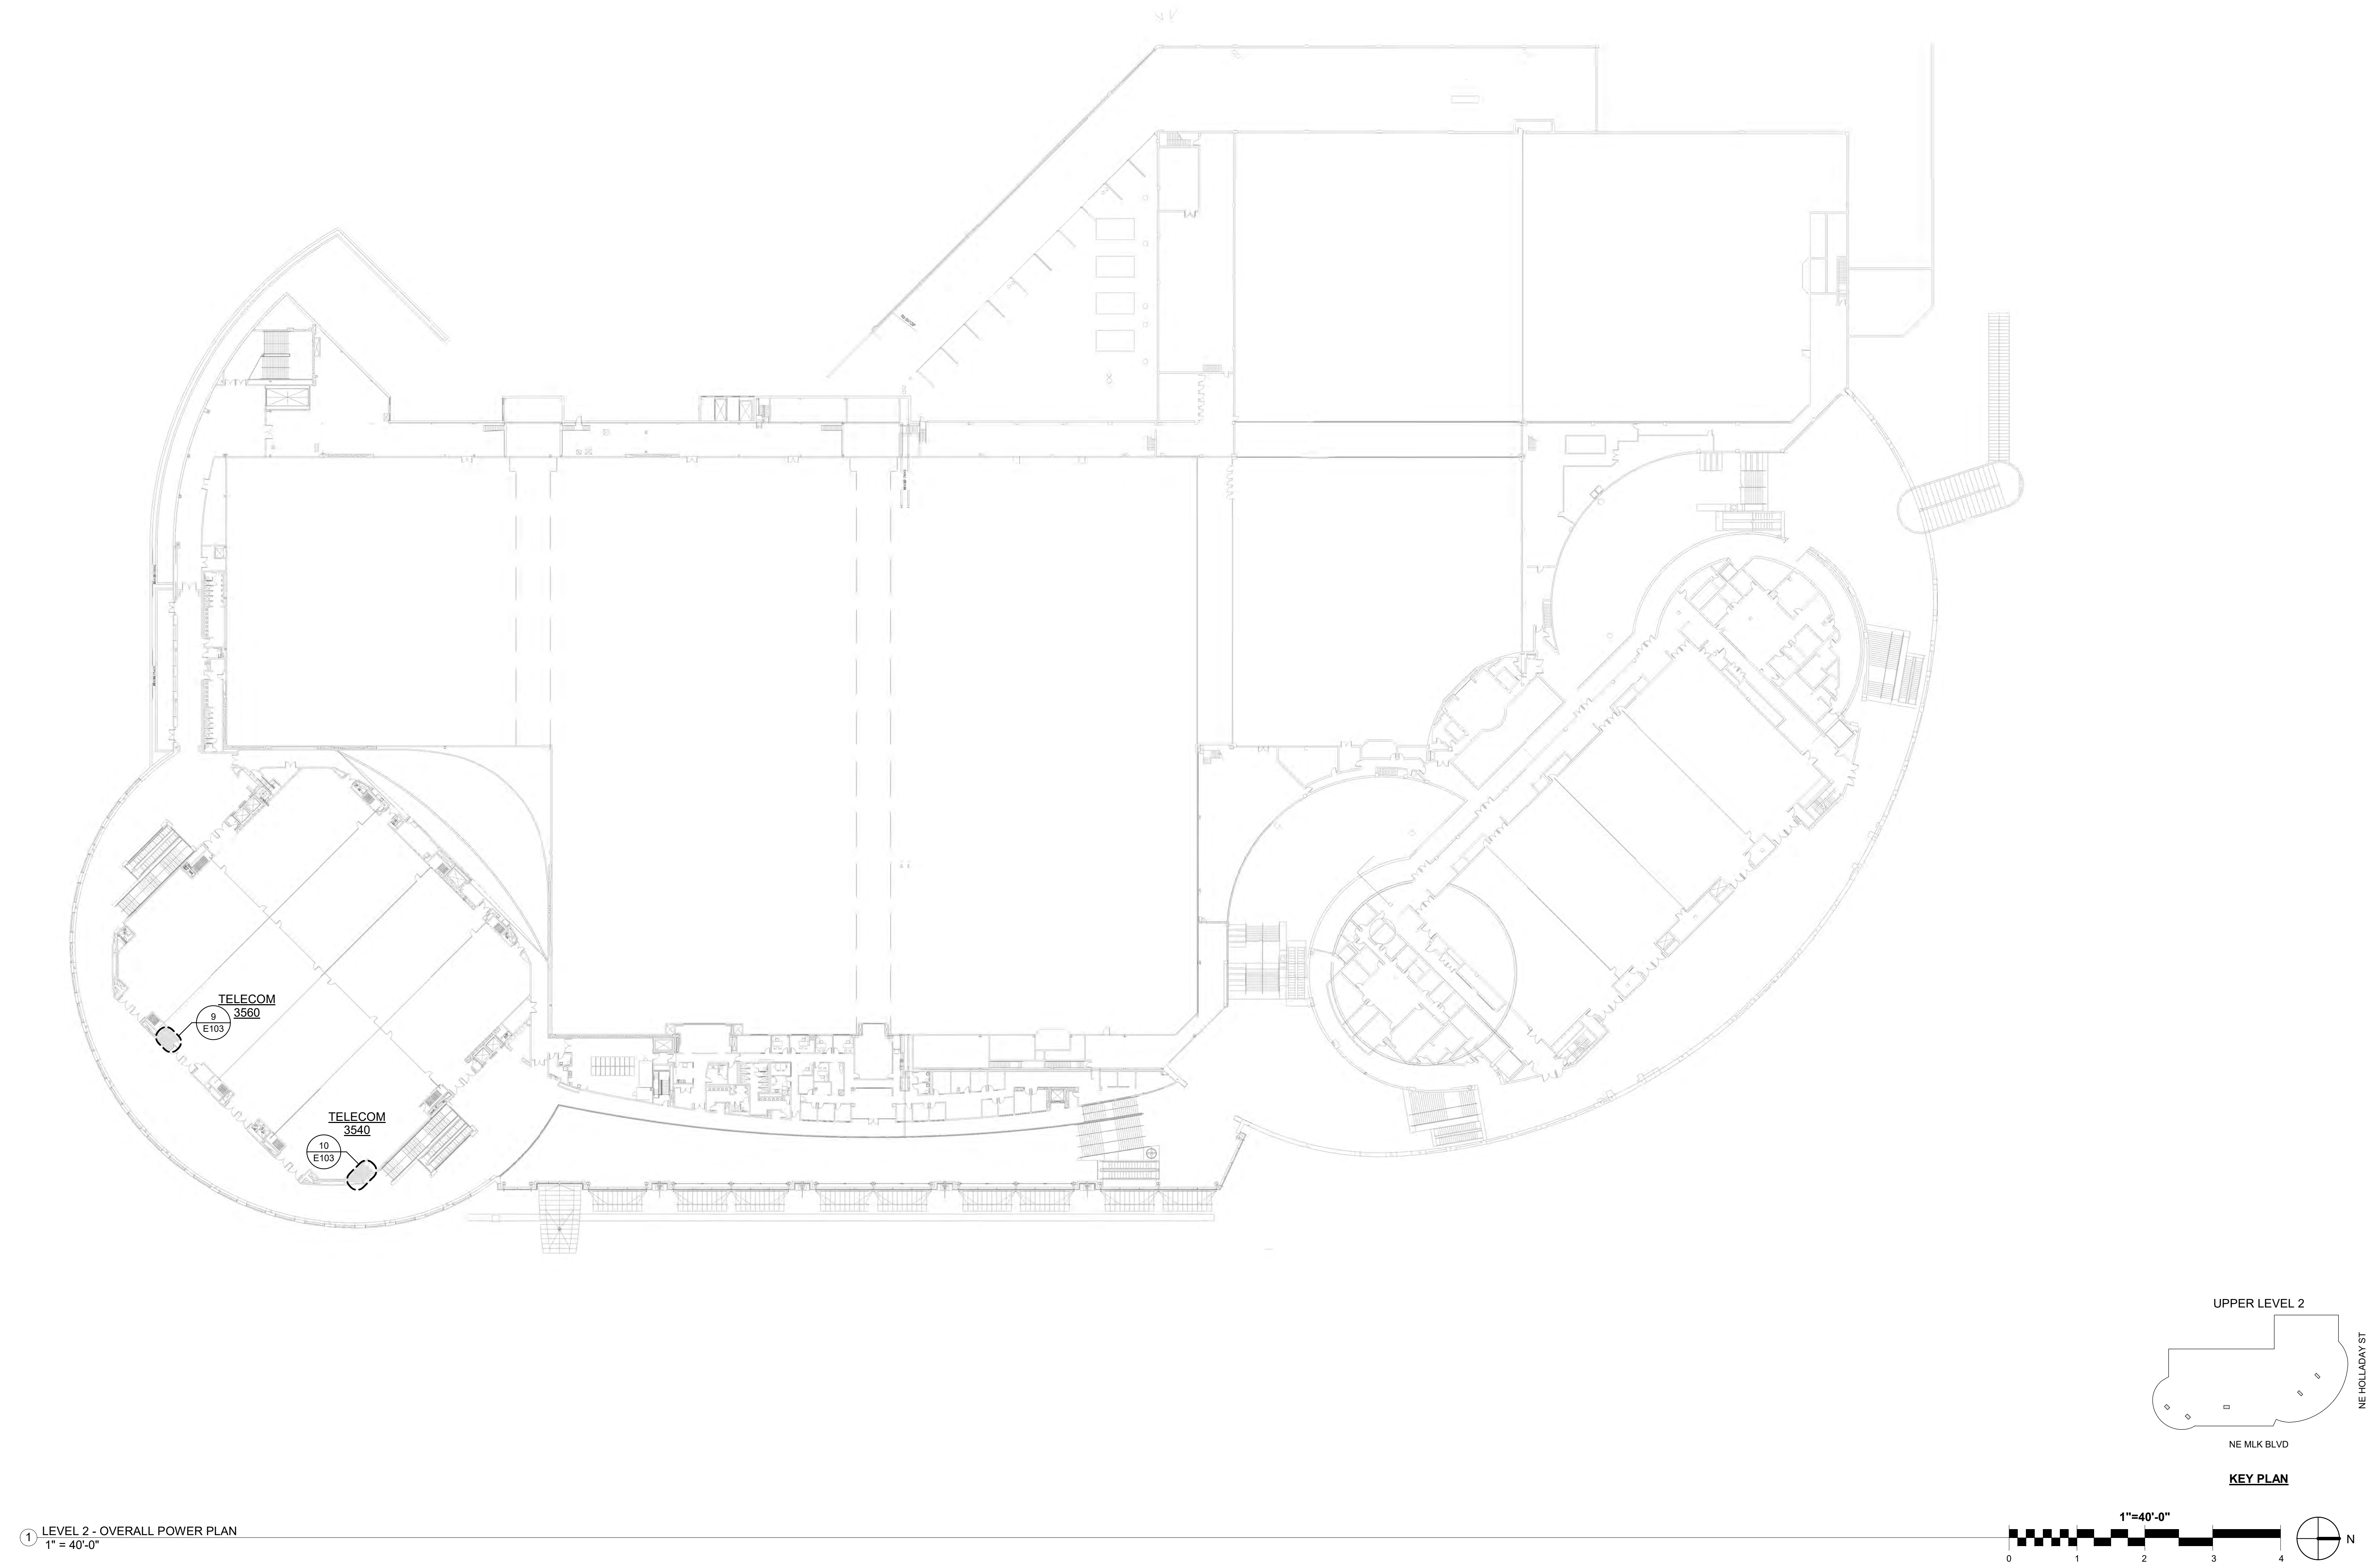 TELECOM
3560
9
E103
TELECOM
3540
10
E103
UPPER LEVEL 2
NE HOLLADAY ST
NE MLK BLVD
KEY PLAN
1 LEVEL 2 - OVERALL POWER PLAN
1" = 40'-0"
1"=40'-0"
0 1 2 3 4
N